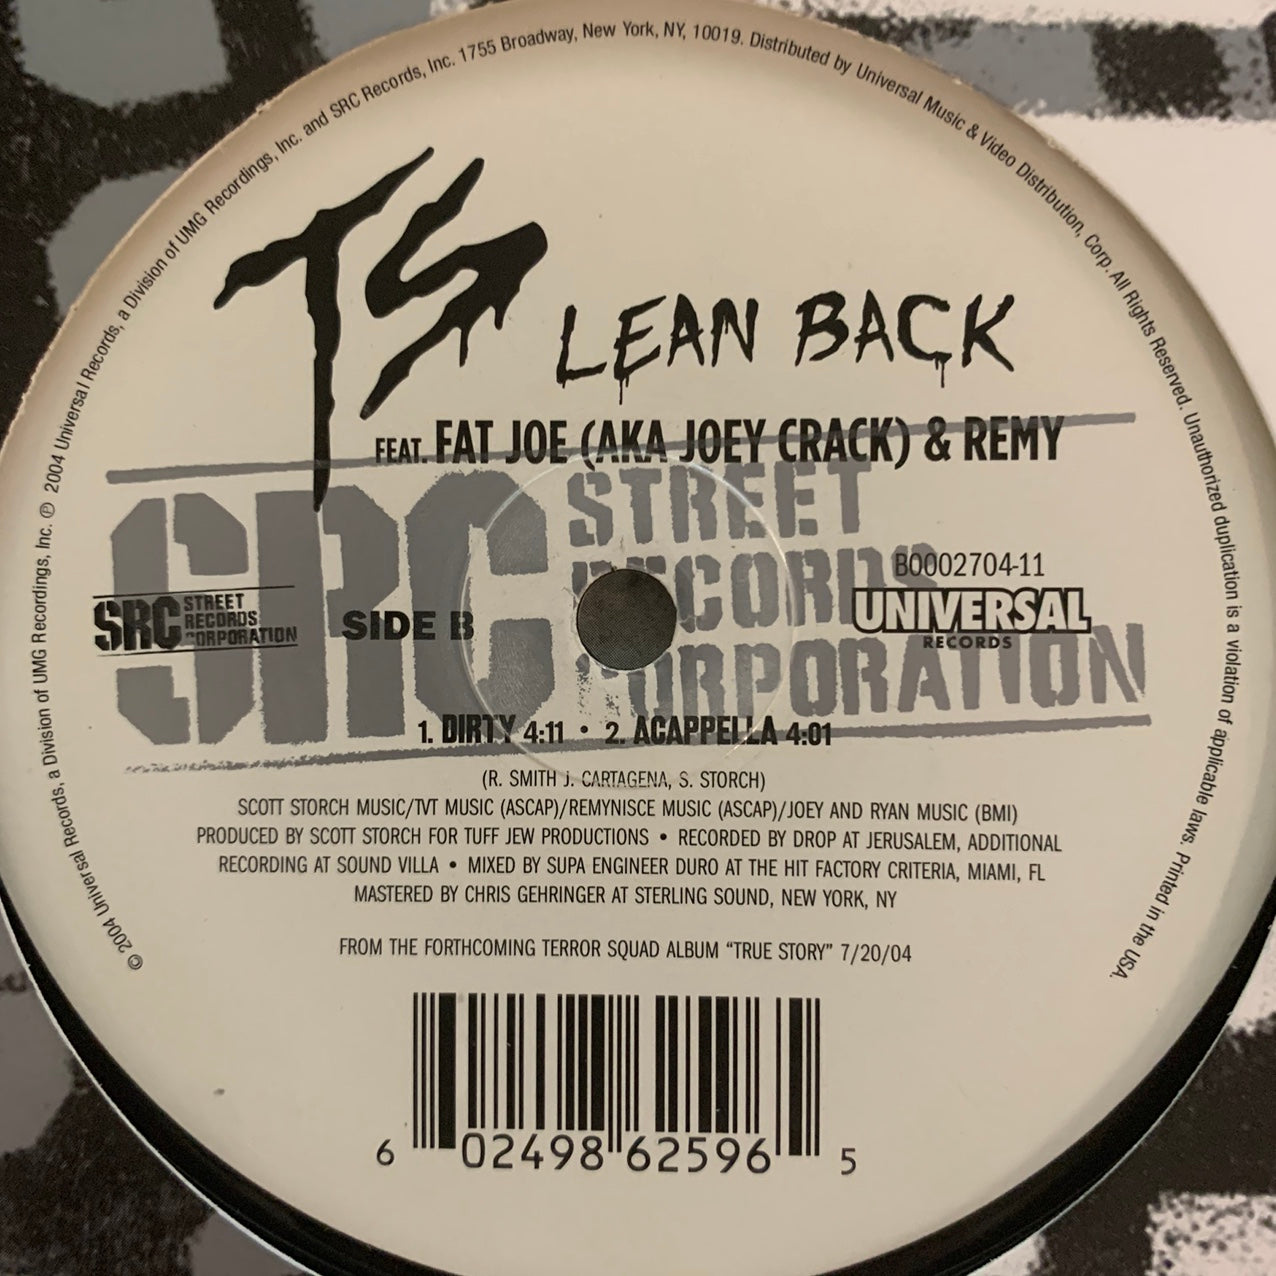 ℗ 2004 Universal Records, a Division of UMG Recordings, Inc. and SRC Records, Inc. 1755 Broadway, New York, NY, 10019. Distributed by Universal Music & Video Distribution, Corp. All Rights Reserved. Unauthorized duplication is a violation of applicable laws. Printed in the USA.
© 2004 Universal Records, a Division of UMG Recordings, Inc.
TS
LEAN BACK
FEAT. FAT JOE (AKA JOEY CRACK) & REMY
SRC STREET
RECORDS
CORPORATION
B0002704-11
UNIVERSAL
RECORDS
SRC STREET
RECORDS
CORPORATION
SIDE B
1. DIRTY 4:11 • 2. ACAPPELLA 4:01
(R. SMITH J. CARTAGENA, S. STORCH)
SCOTT STORCH MUSIC/TVT MUSIC (ASCAP)/REMYNISCE MUSIC (ASCAP)/JOEY AND RYAN MUSIC (BMI)
PRODUCED BY SCOTT STORCH FOR TUFF JEW PRODUCTIONS • RECORDED BY DROP AT JERUSALEM, ADDITIONAL
RECORDING AT SOUND VILLA • MIXED BY SUPA ENGINEER DURO AT THE HIT FACTORY CRITERIA, MIAMI, FL
MASTERED BY CHRIS GEHRINGER AT STERLING SOUND, NEW YORK, NY
FROM THE FORTHCOMING TERROR SQUAD ALBUM “TRUE STORY” 7/20/04
6 02498 62596 5